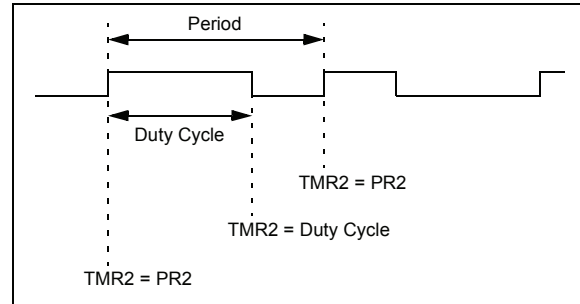 Period
Duty Cycle
TMR2 = PR2
TMR2 = Duty Cycle
TMR2 = PR2